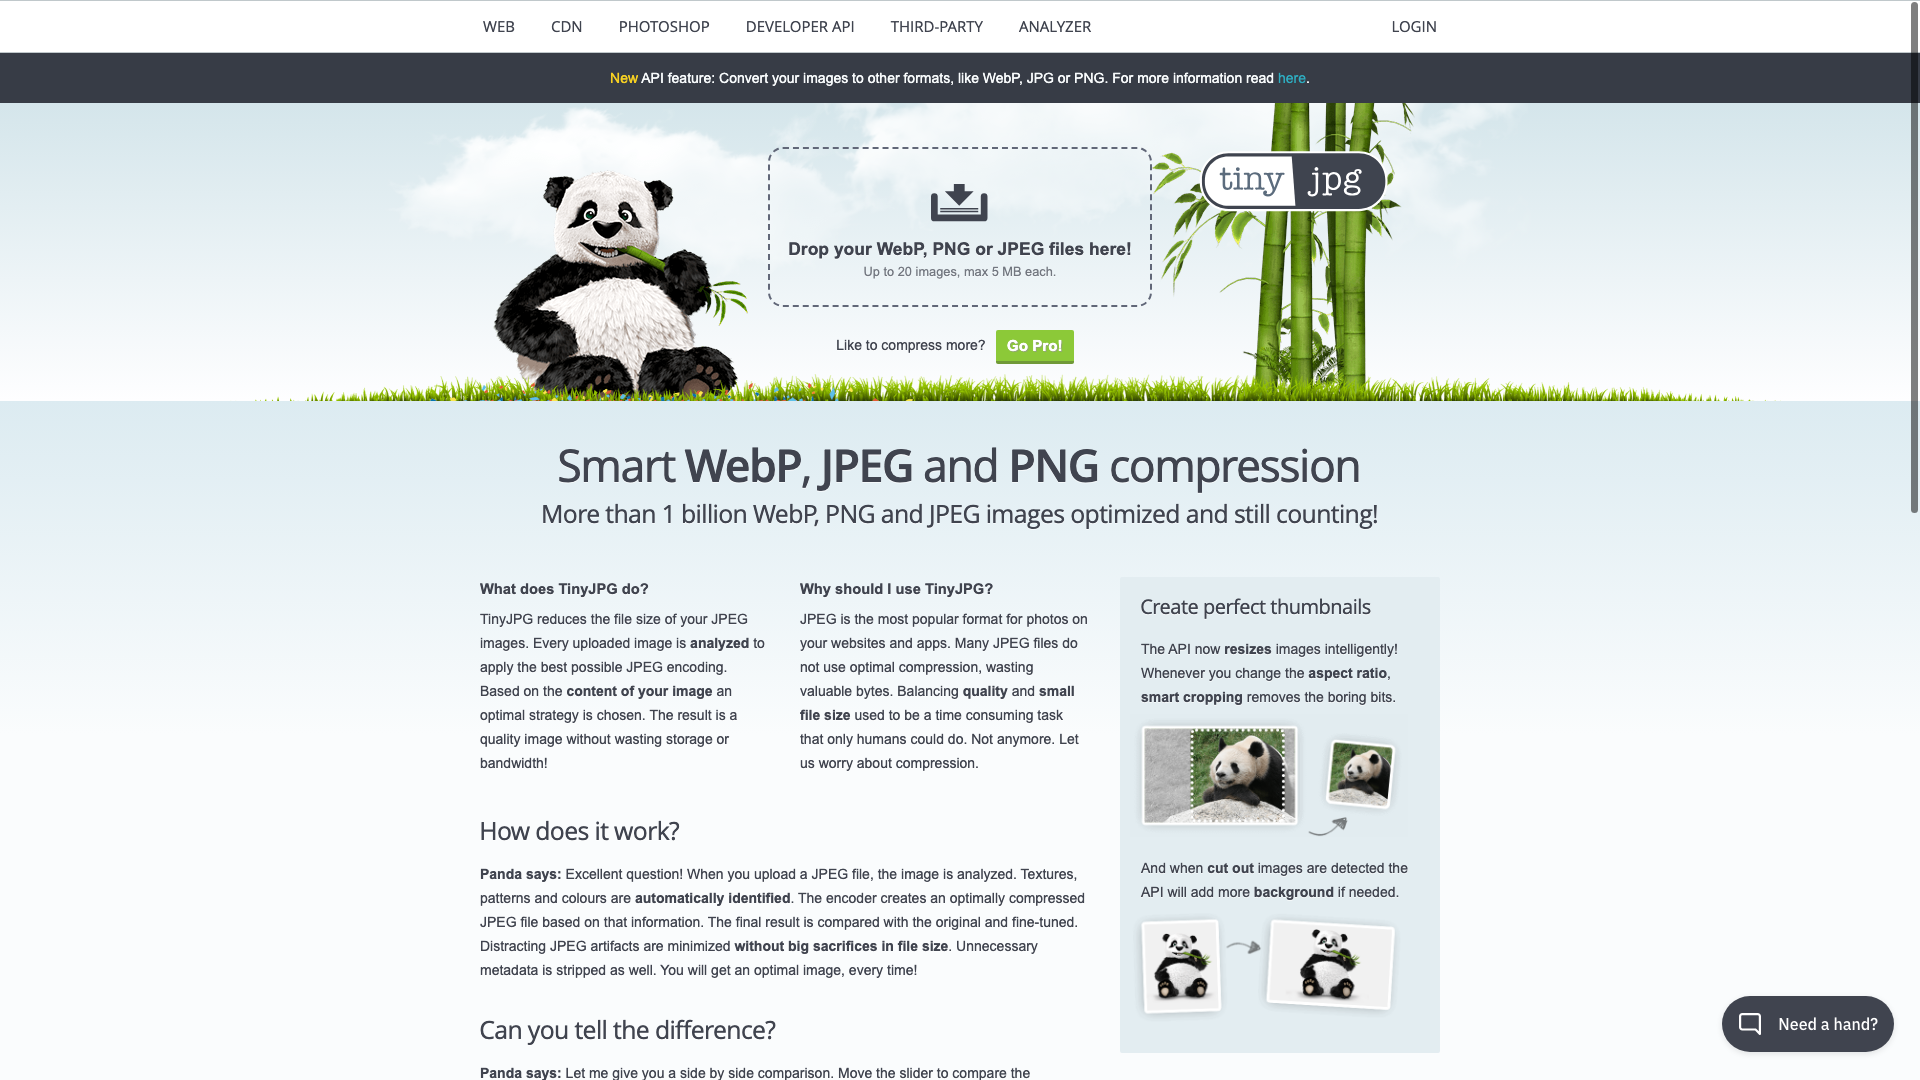 WEB CDN PHOTOSHOP DEVELOPER API THIRD-PARTY ANALYZER LOGIN
New API feature: Convert your images to other formats, like WebP, JPG or PNG. For more information read here.
tiny jpg
Drop your WebP, PNG or JPEG files here!
Up to 20 images, max 5 MB each.
Like to compress more? Go Pro!
Smart WebP, JPEG and PNG compression
More than 1 billion WebP, PNG and JPEG images optimized and still counting!
What does TinyJPG do?
TinyJPG reduces the file size of your JPEG
images. Every uploaded image is analyzed to
apply the best possible JPEG encoding.
Based on the content of your image an
optimal strategy is chosen. The result is a
quality image without wasting storage or
bandwidth!
Why should I use TinyJPG?
JPEG is the most popular format for photos on
your websites and apps. Many JPEG files do
not use optimal compression, wasting
valuable bytes. Balancing quality and small
file size used to be a time consuming task
that only humans could do. Not anymore. Let
us worry about compression.
Create perfect thumbnails
The API now resizes images intelligently!
Whenever you change the aspect ratio,
smart cropping removes the boring bits.
And when cut out images are detected the
API will add more background if needed.
How does it work?
Panda says: Excellent question! When you upload a JPEG file, the image is analyzed. Textures,
patterns and colours are automatically identified. The encoder creates an optimally compressed
JPEG file based on that information. The final result is compared with the original and fine-tuned.
Distracting JPEG artifacts are minimized without big sacrifices in file size. Unnecessary
metadata is stripped as well. You will get an optimal image, every time!
Can you tell the difference?
Panda says: Let me give you a side by side comparison. Move the slider to compare the
Need a hand?